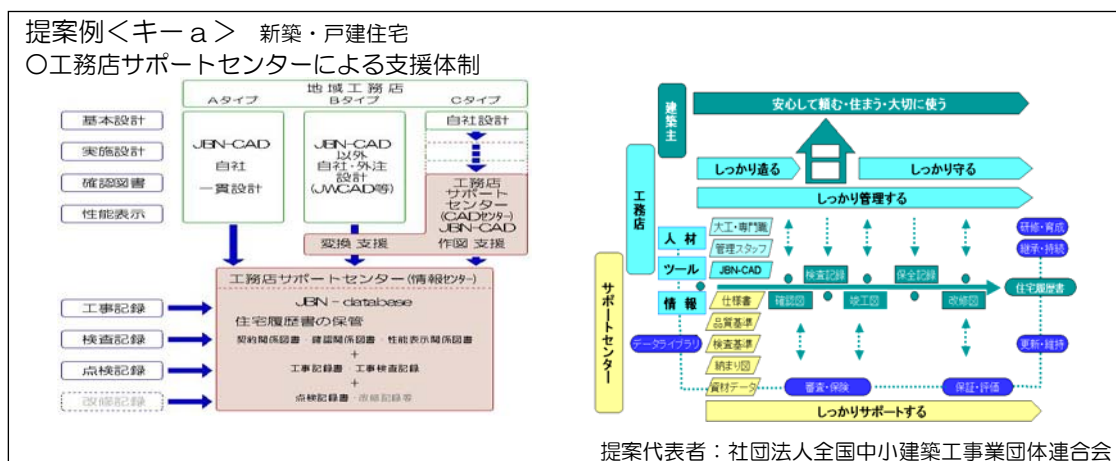 提案例＜キーａ＞　新築・戸建住宅
〇工務店サポートセンターによる支援体制
地域工務店
Aタイプ
Bタイプ
Cタイプ
基本設計
実施設計
確認図書
性能表示
JBN-CAD
自社
一貫設計
JBN-CAD
以外
自社・外注
設計
(JWCAD等)
自社設計
工務店
サポート
センター
(CADセンター)
JBN-CAD
変換 支援
作図 支援
工務店サポートセンター(情報センター)
JBN - database
住宅履歴書の保管
契約関係図書・確認関係図書・性能表示関係図書
+
工事記録書・工事検査記録
+
点検記録書・改修記録等
工事記録
検査記録
点検記録
改修記録
建築主
安心して頼む・住まう・大切に使う
しっかり造る
しっかり守る
しっかり管理する
工務店
人材
ツール
情報
大工・専門職
管理スタッフ
JBN-CAD
仕様書
品質基準
検査基準
納まり図
資材データ
検査記録
保全記録
確認図
竣工図
改修図
研修・育成
継承・持続
住宅履歴書
更新・維持
サポートセンター
データライブラリ
審査・保険
保証・評価
しっかりサポートする
提案代表者：社団法人全国中小建築工事業団体連合会